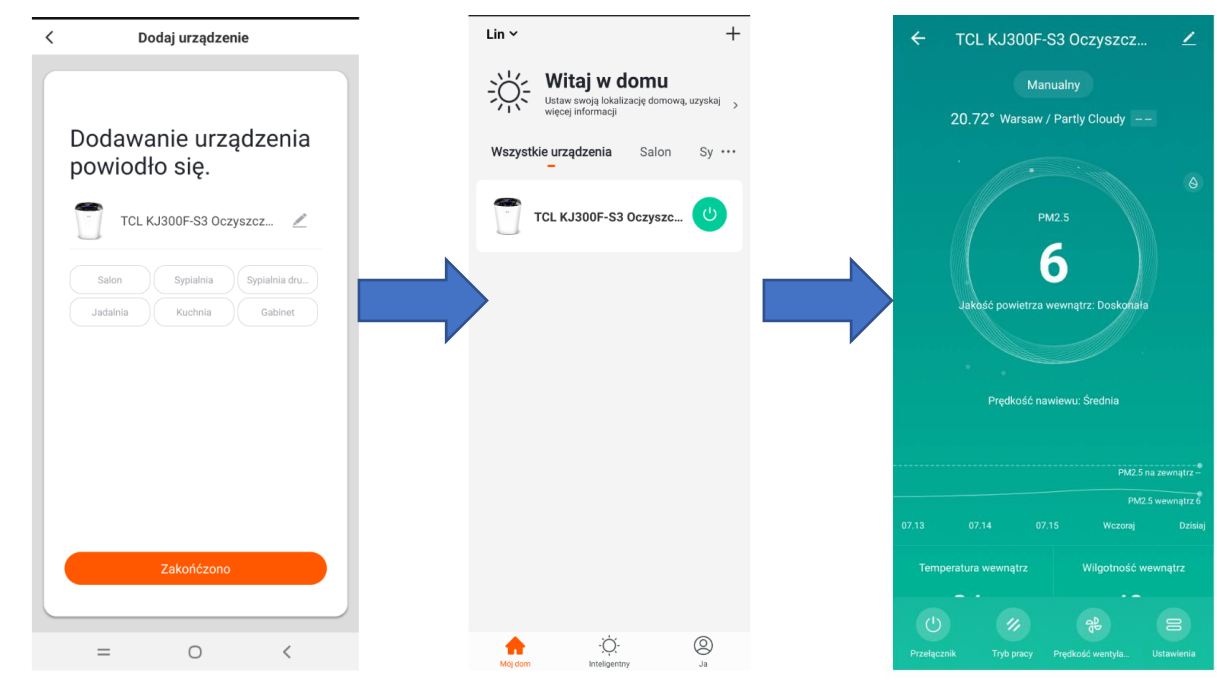 Dodaj urządzenie
Dodawanie urządzenia
powiodło się.
TCL KJ300F-S3 Oczyszcz...
Salon
Sypialnia
Sypialnia dru...
Jadalnia
Kuchnia
Gabinet
Zakońćzono
Lin
Witaj w domu
Ustaw swoją lokalizację domową, uzyskaj
więcej informacji
Wszystkie urządzenia
Salon
Sy
TCL KJ300F-S3 Oczyszc...
Mój dom
Inteligentny
Ja
TCL KJ300F-S3 Oczyszcz...
Manualny
20.72° Warsaw / Partly Cloudy --
PM2.5
6
Jakość powietrza wewnątrz: Doskonała
Prędkość nawiewu: Średnia
PM2.5 na zewnątrz --
PM2.5 wewnątrz 6
07.13 07.14 07.15 Wczoraj Dzisiaj
Temperatura wewnątrz
Wilgotność wewnątrz
Przełącznik
Tryb pracy
Prędkość wentyla...
Ustawienia